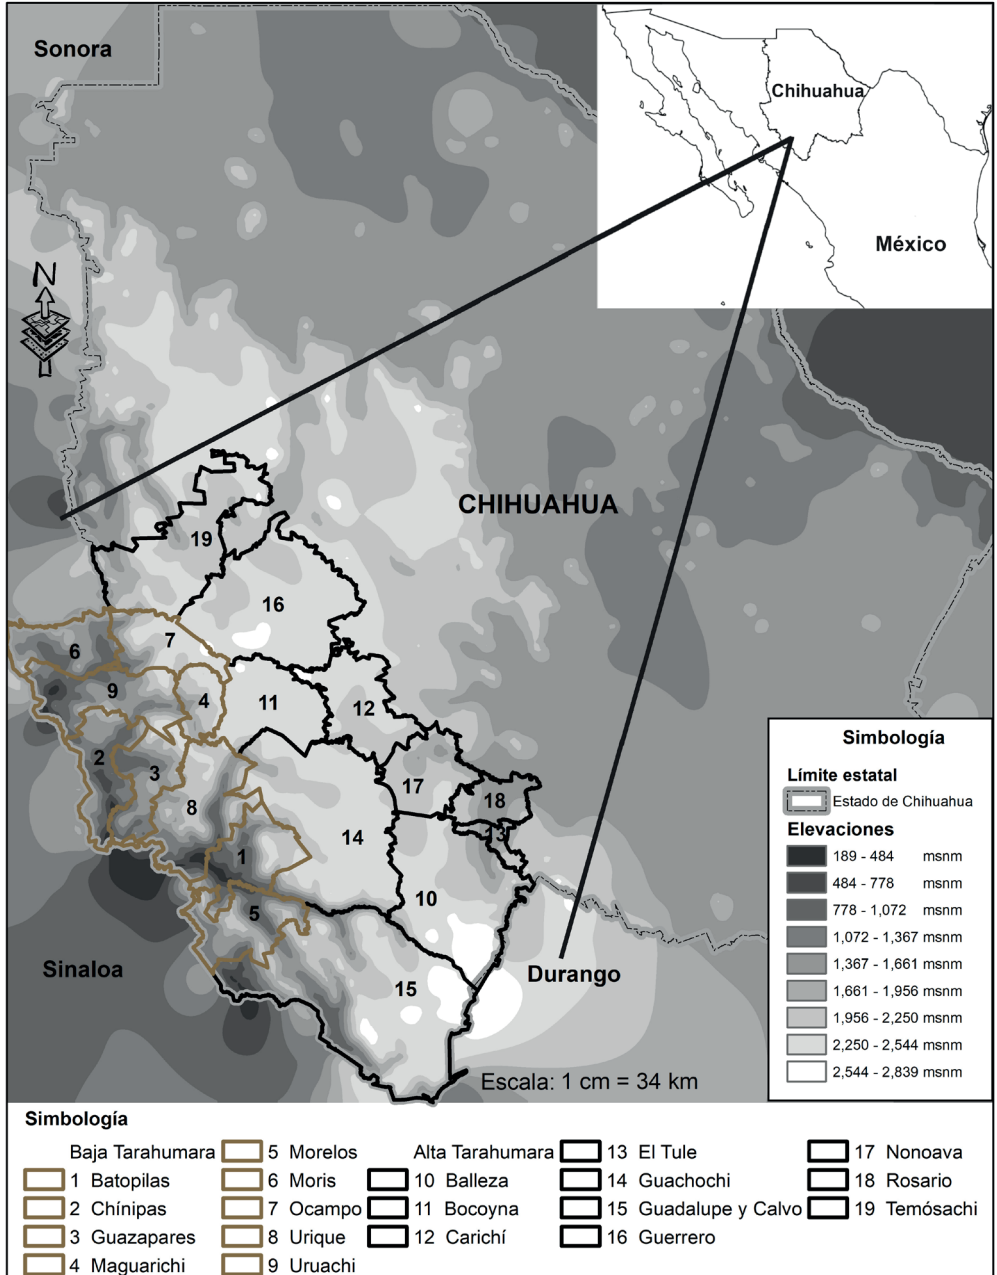 Sonora
Chihuahua
México
N
CHIHUAHUA
19
16
7
6
9
4
11
12
2
3
8
17
18
13
14
1
10
5
15
Sinaloa
Durango
Escala: 1 cm = 34 km
Simbología
Límite estatal
Estado de Chihuahua
Elevaciones
189 - 484 msnm
484 - 778 msnm
778 - 1,072 msnm
1,072 - 1,367 msnm
1,367 - 1,661 msnm
1,661 - 1,956 msnm
1,956 - 2,250 msnm
2,250 - 2,544 msnm
2,544 - 2,839 msnm
Simbología
Baja Tarahumara
1 Batopilas
2 Chínipas
3 Guazapares
4 Maguarichi
5 Morelos
6 Moris
7 Ocampo
8 Urique
9 Uruachi
Alta Tarahumara
10 Balleza
11 Bocoyna
12 Carichí
13 El Tule
14 Guachochi
15 Guadalupe y Calvo
16 Guerrero
17 Nonoava
18 Rosario
19 Temósachi